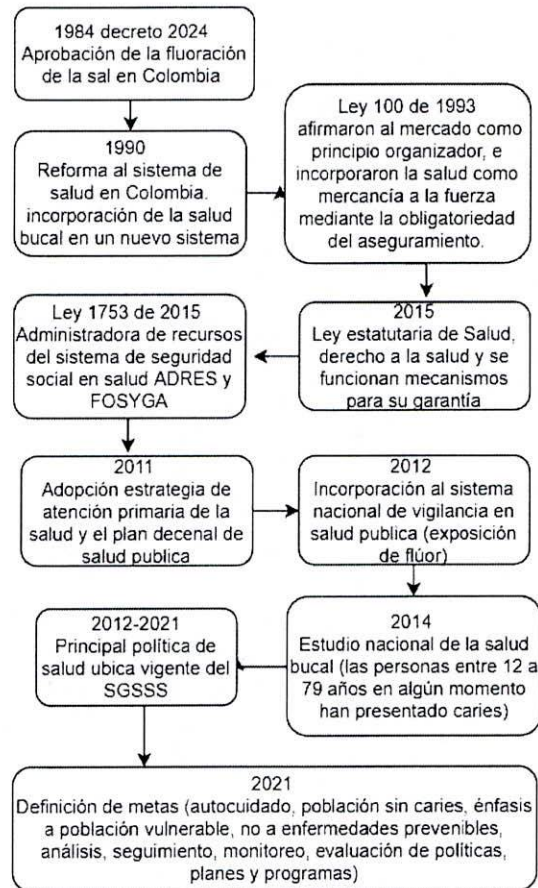 1984 decreto 2024
Aprobación de la fluoración
de la sal en Colombia
1990
Reforma al sistema de
salud en Colombia.
incorporación de la salud
bucal en un nuevo sistema
Ley 100 de 1993
afirmaron al mercado como
principio organizador, e
incorporaron la salud como
mercancía a la fuerza
mediante la obligatoriedad
del aseguramiento.
2015
Ley estatutaria de Salud,
derecho a la salud y se
funcionan mecanismos
para su garantía
Ley 1753 de 2015
Administradora de recursos
del sistema de seguridad
social en salud ADRES y
FOSYGA
2011
Adopción estrategia de
atención primaria de la
salud y el plan decenal de
salud publica
2012
Incorporación al sistema
nacional de vigilancia en
salud publica (exposición
de flúor)
2014
Estudio nacional de la salud
bucal (las personas entre 12 a
79 años en algún momento
han presentado caries)
2012-2021
Principal política de
salud ubica vigente del
SGSSS
2021
Definición de metas (autocuidado, población sin caries, énfasis
a población vulnerable, no a enfermedades prevenibles,
análisis, seguimiento, monitoreo, evaluación de políticas,
planes y programas)